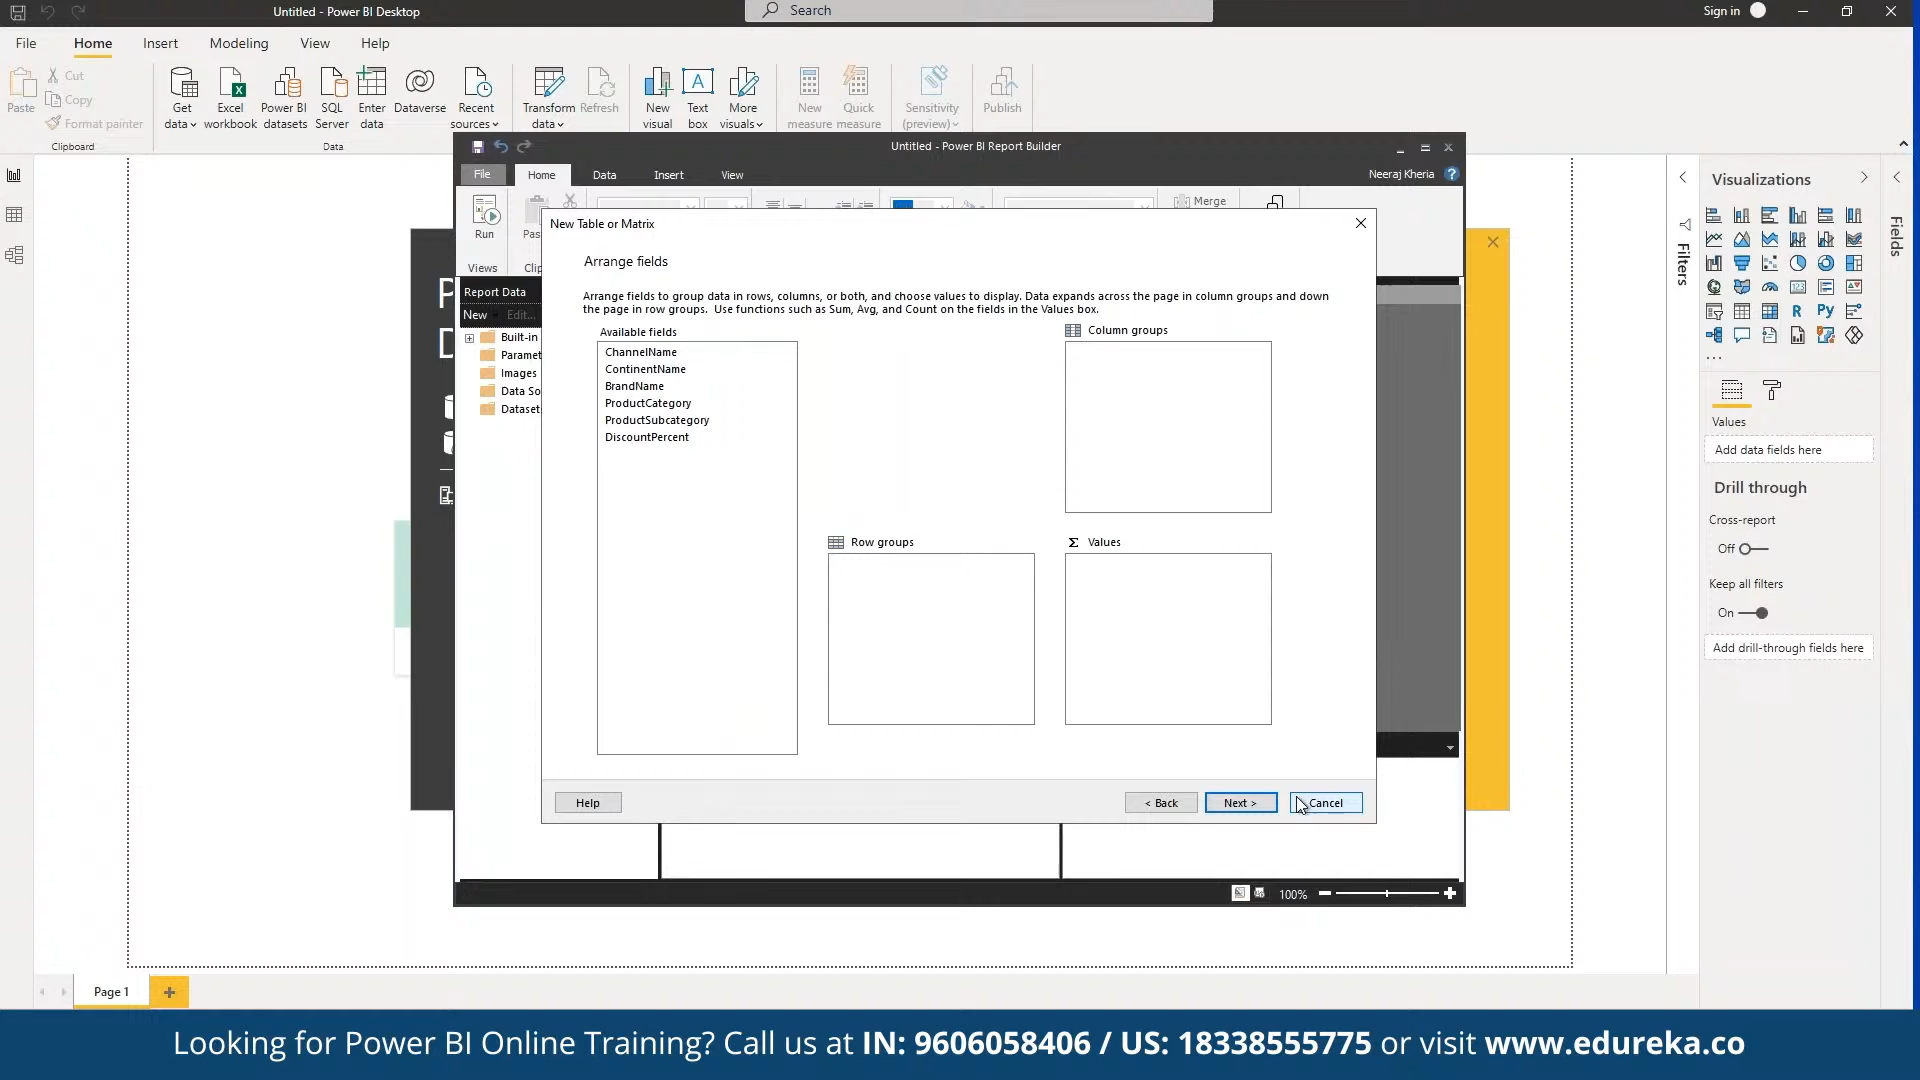 Untitled - Power BI Desktop
Search
Sign in
File
Home
Insert
Modeling
View
Help
Paste
Cut
Copy
Format painter
Clipboard
Get data
Excel workbook
Power BI datasets
SQL Server
Enter data
Dataverse
Recent sources
Data
Transform data
Refresh
New visual
Text box
More visuals
New measure
Quick measure
Sensitivity (preview)
Publish
Untitled - Power BI Report Builder
File
Home
Data
Insert
View
Neeraj Kheria
Run
Views
Merge
Report Data
New
Edit...
Built-in
Images
New Table or Matrix
Arrange fields
Arrange fields to group data in rows, columns, or both, and choose values to display. Data expands across the page in column groups and down
the page in row groups. Use functions such as Sum, Avg, and Count on the fields in the Values box.
Available fields
ChannelName
ContinentName
BrandName
ProductCategory
ProductSubcategory
DiscountPercent
Column groups
Row groups
Σ Values
Help
< Back
Next >
Cancel
100%
Filters
Visualizations
R
Py
...
Values
Add data fields here
Drill through
Cross-report
Off
Keep all filters
On
Add drill-through fields here
Fields
Page 1
Looking for Power BI Online Training? Call us at IN: 9606058406 / US: 18338555775 or visit www.edureka.co